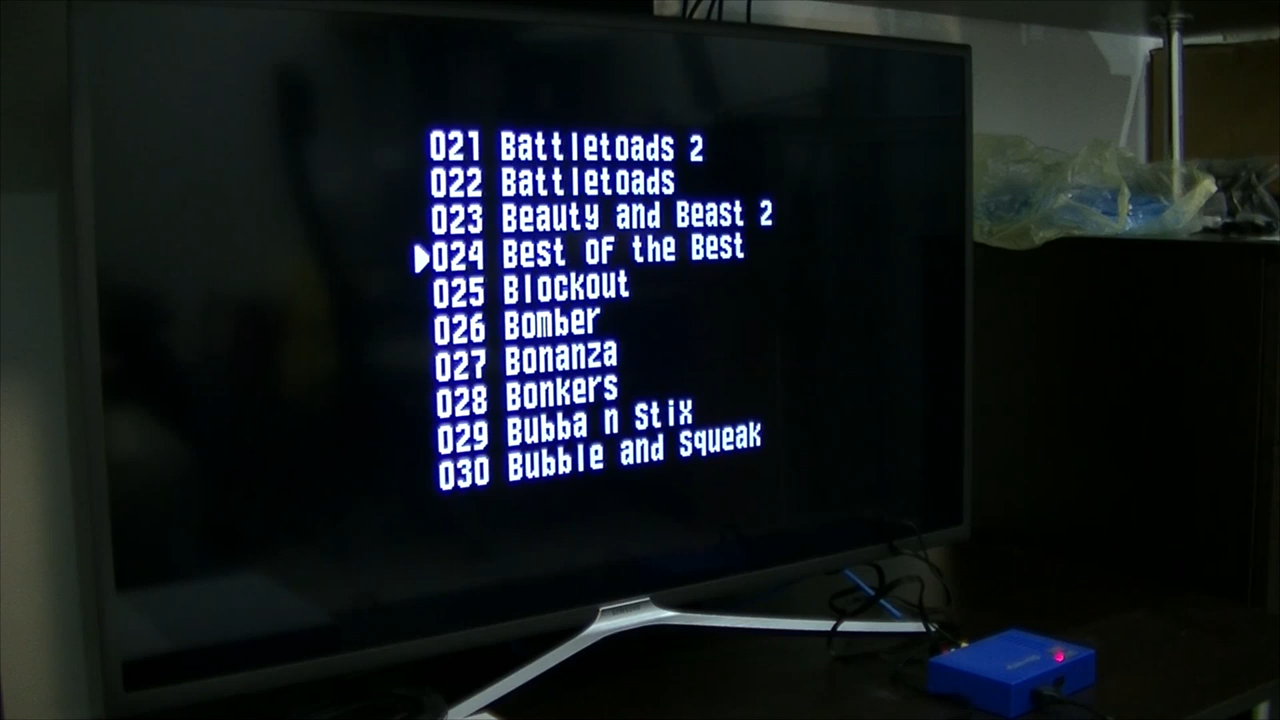 021 Battletoads 2
022 Battletoads
023 Beauty and Beast 2
024 Best OF the Best
025 Blockout
026 Bomber
027 Bonanza
028 Bonkers
029 Bubba n Stix
030 Bubble and Squeak